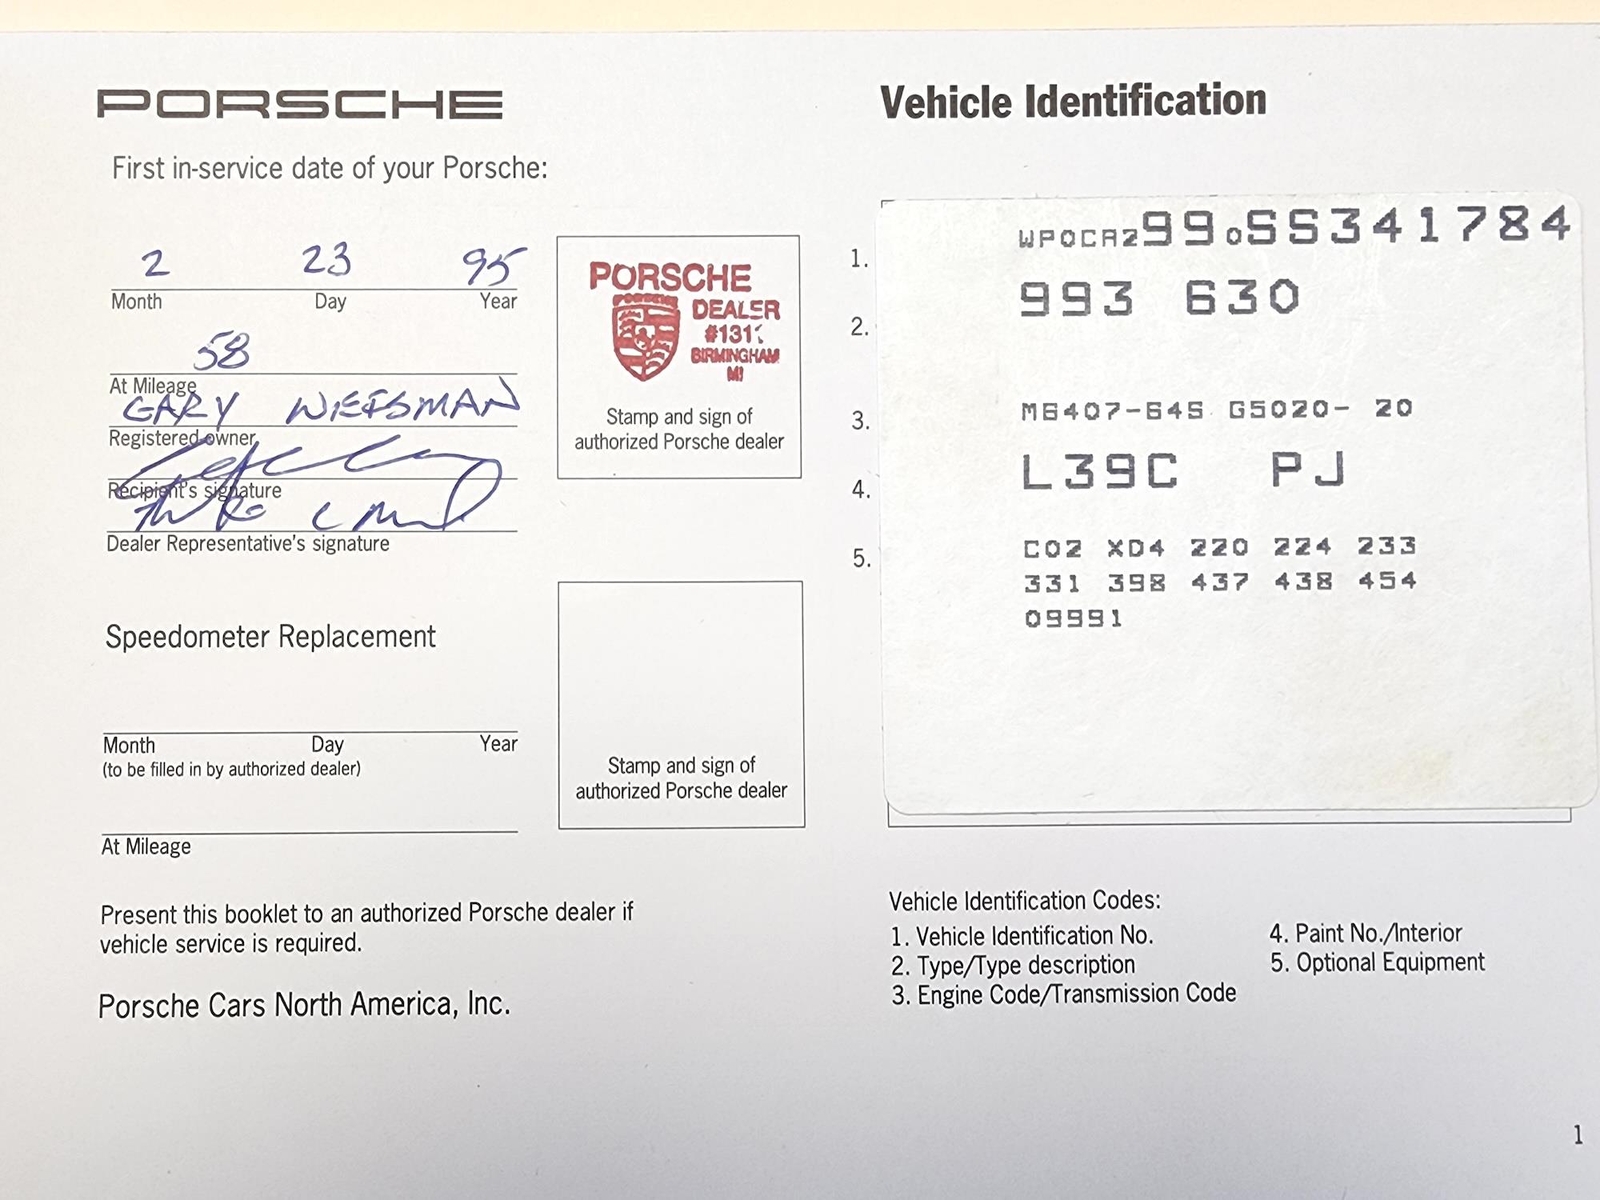 PORSCHE
First in-service date of your Porsche:
2 23 95
Month Day Year
58
At Mileage
GARY
Registered owner
Recipient's signature
Dealer Representative's signature
PORSCHE
DEALER
BIRMINGHAM
MI
Stamp and sign of
authorized Porsche dealer
Speedometer Replacement
Month Day Year
(to be filled in by authorized dealer)
At Mileage
Stamp and sign of
authorized Porsche dealer
Present this booklet to an authorized Porsche dealer if
vehicle service is required.
Porsche Cars North America, Inc.
Vehicle Identification
1. WP0CA2990SS341784
2. 993 630
3. M6407-64S G5020- 20
4. L39C PJ
5. C02 XD4 220 224 233
331 398 437 438 454
09991
Vehicle Identification Codes:
1. Vehicle Identification No.
2. Type/Type description
3. Engine Code/Transmission Code
4. Paint No./Interior
5. Optional Equipment
1